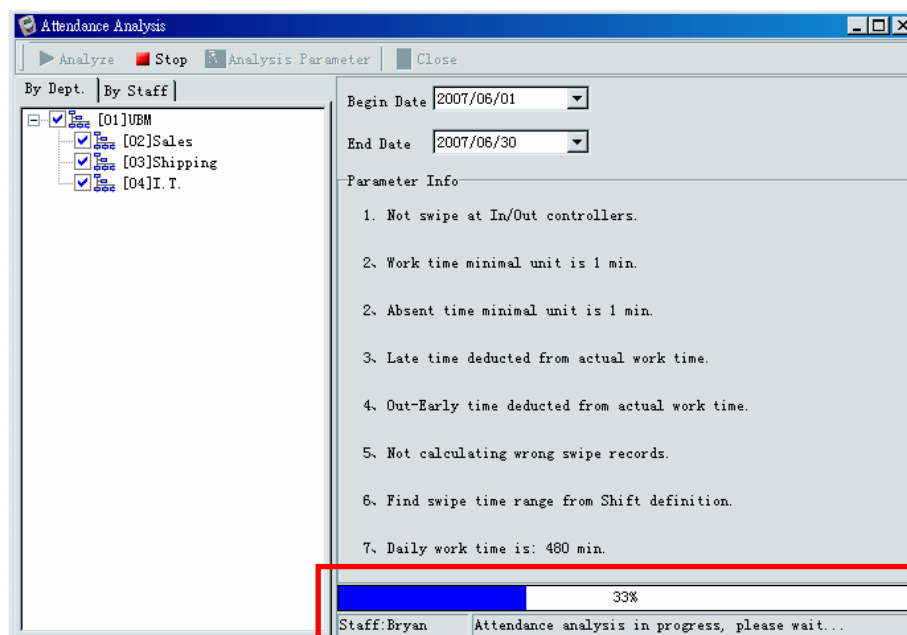 Attendance Analysis
Analyze Stop Analysis Parameter Close
By Dept. By Staff
[01]UBM
[02]Sales
[03]Shipping
[04]I.T.
Begin Date 2007/06/01
End Date 2007/06/30
Parameter Info
1. Not swipe at In/Out controllers.
2、Work time minimal unit is 1 min.
2、Absent time minimal unit is 1 min.
3、Late time deducted from actual work time.
4、Out-Early time deducted from actual work time.
5、Not calculating wrong swipe records.
6、Find swipe time range from Shift definition.
7、Daily work time is: 480 min.
33%
Staff:Bryan Attendance analysis in progress, please wait...